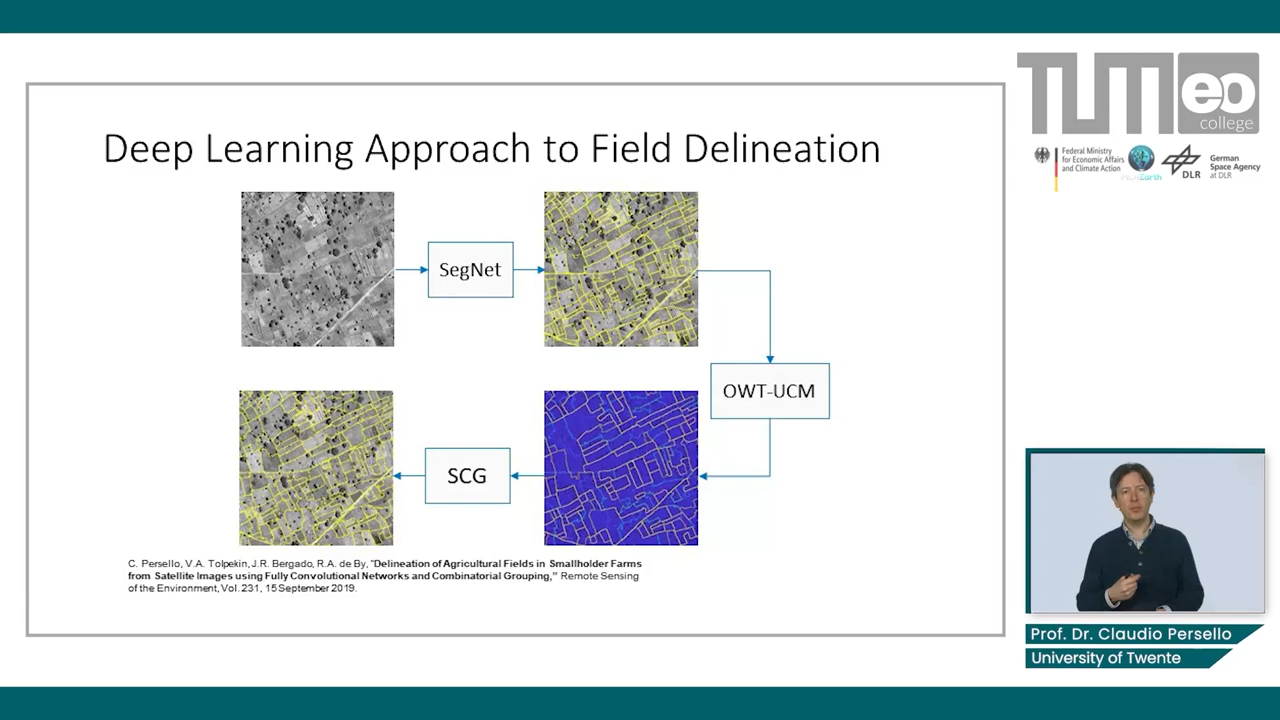 TUM eo
college
Federal Ministry
for Economic Affairs
and Climate Action
DLR
German
Space Agency
at DLR
Deep Learning Approach to Field Delineation
SegNet
OWT-UCM
SCG
C. Persello, V.A. Tolpekin, J.R. Bergado, R.A. de By, "Delineation of Agricultural Fields in Smallholder Farms
from Satellite Images using Fully Convolutional Networks and Combinatorial Grouping," Remote Sensing
of the Environment, Vol. 231, 15 September 2019.
Prof. Dr. Claudio Persello
University of Twente